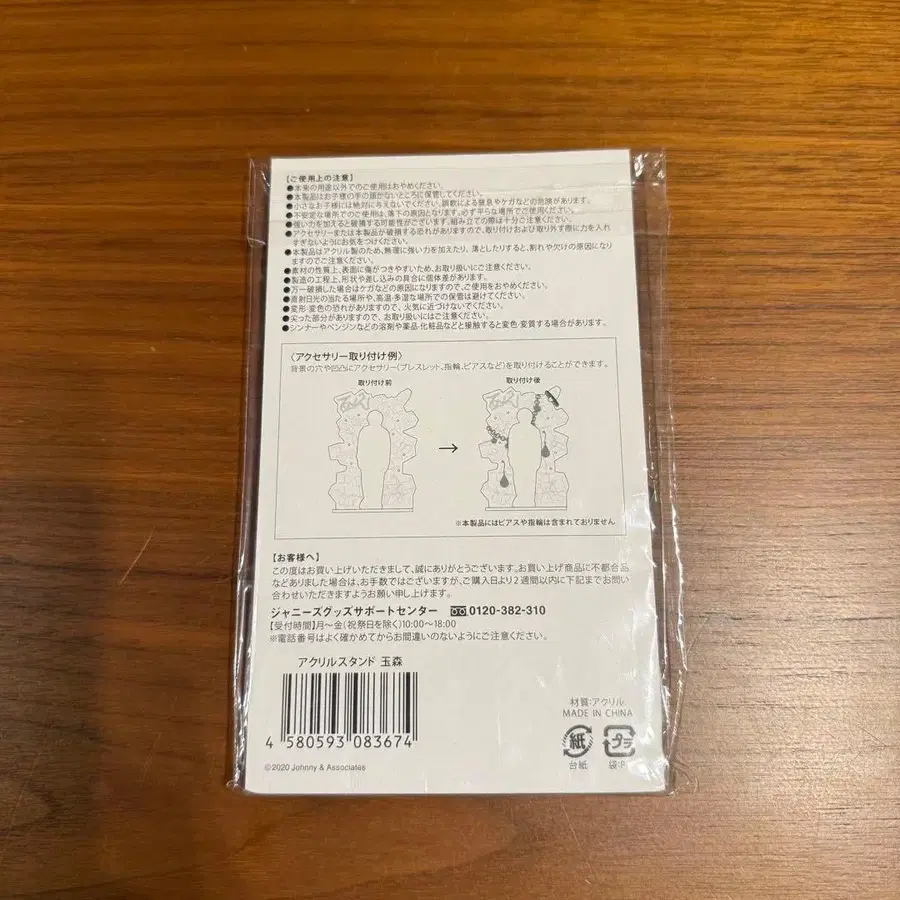 【ご使用上の注意】
●本来の用途以外でのご使用はおやめください。
●本製品はお子様の手の届かないところに保管してください。
●小さなお子様には絶対に与えないでください。誤飲による窒息やケガなどの危険があります。
●不安定な場所でのご使用は、落下の原因となります。必ず平らな場所でご使用ください。
●強い力を加えると破損する可能性がございます。組み立ての際は十分ご注意ください。
●アクセサリーまたは本製品が破損する恐れがありますので、取り付けおよび取り外す際に力を入れ
すぎないようにお気をつけください。
●本製品はアクリル製のため、無理に強い力を加えたり、落としたりすると、割れや欠けの原因になり
ますのでご注意ください。
●素材の性質上、表面に傷がつきやすいため、お取り扱いにご注意ください。
●製造の工程上、形状や差し込みの具合に個体差があります。
●万一破損した場合はケガなどの原因になりますので、ご使用をおやめください。
●直射日光の当たる場所や、高温・多湿な場所での保管は避けてください。
●変形・変色の恐れがありますので、火気に近づけないでください。
●尖った部分がありますので、お取り扱いにはご注意ください。
●シンナーやベンジンなどの溶剤や薬品・化粧品などと接触すると変色・変質する場合があります。
〈アクセサリー取り付け例〉
背景の穴や凹凸にアクセサリー(ブレスレット、指輪、ピアスなど)を取り付けることができます。
取り付け前 取り付け後
→
※本製品にはピアスや指輪は含まれておりません
【お客様へ】
この度はお買い上げいただきまして、誠にありがとうございます。お買い上げ商品に不都合品
などありました場合は、お手数ではございますが、ご購入日より2週間以内に下記までお問い
合わせいただきますようお願い申し上げます。
ジャニーズグッズサポートセンター 0120-382-310
【受付時間】月～金(祝祭日を除く)10:00～18:00
※電話番号はよく確かめてからお間違いのないようにご注意ください。
アクリルスタンド 玉森
4 580593 083674
©2020 Johnny & Associates
材質:アクリル
MADE IN CHINA
紙 プラ
台紙 袋:P